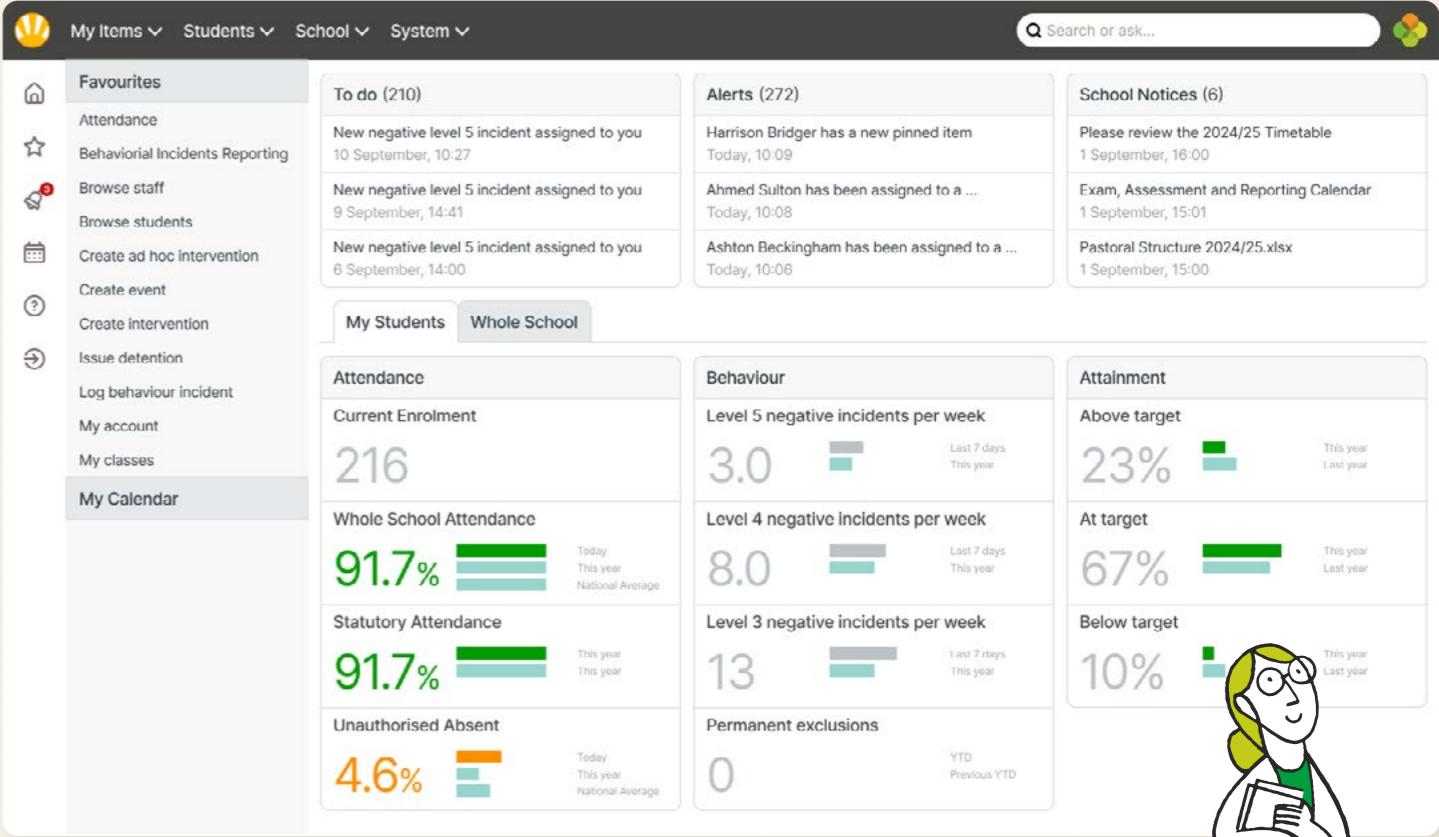 My Items Students School System Search or ask...
Favourites
Attendance
Behaviorial Incidents Reporting
Browse staff
Browse students
Create ad hoc intervention
Create event
Create intervention
Issue detention
Log behaviour incident
My account
My classes
My Calendar
To do (210)
New negative level 5 incident assigned to you
10 September, 10:27
New negative level 5 incident assigned to you
9 September, 14:41
New negative level 5 incident assigned to you
6 September, 14:00
Alerts (272)
Harrison Bridger has a new pinned item
Today, 10:09
Ahmed Sulton has been assigned to a ...
Today, 10:08
Ashton Beckingham has been assigned to a ...
Today, 10:06
School Notices (6)
Please review the 2024/25 Timetable
1 September, 16:00
Exam, Assessment and Reporting Calendar
1 September, 15:01
Pastoral Structure 2024/25.xlsx
1 September, 15:00
My Students Whole School
Attendance
Current Enrolment
216
Whole School Attendance
91.7%
Today
This year
National Average
Statutory Attendance
91.7%
This year
This year
Unauthorised Absent
4.6%
Today
This year
National Average
Behaviour
Level 5 negative incidents per week
3.0
Last 7 days
This year
Level 4 negative incidents per week
8.0
Last 7 days
This year
Level 3 negative incidents per week
13
Last 7 days
This year
Permanent exclusions
0
YTD
Previous YTD
Attainment
Above target
23%
This year
Last year
At target
67%
This year
Last year
Below target
10%
This year
Last year